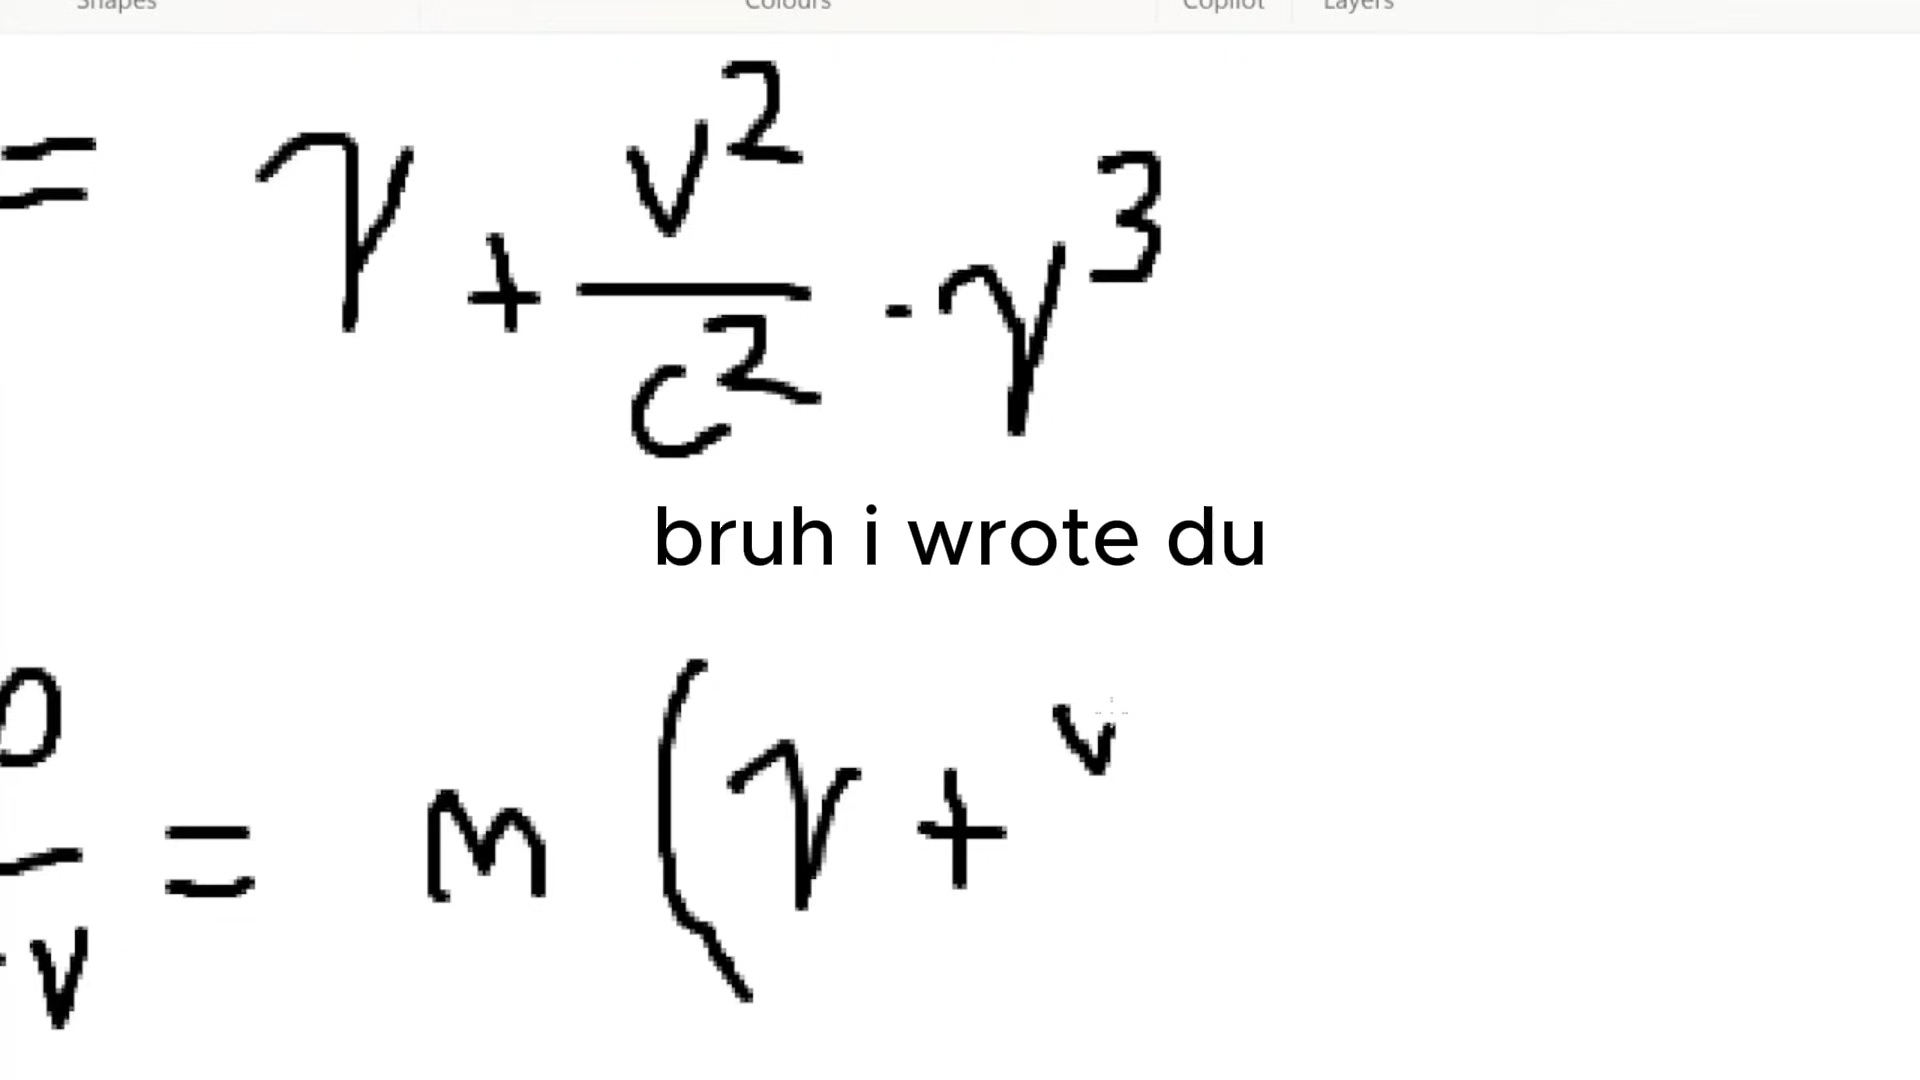 Shapes Colours Copilot Layers
= γ + v²/c² · γ³
bruh i wrote du
= m (γ + v
v